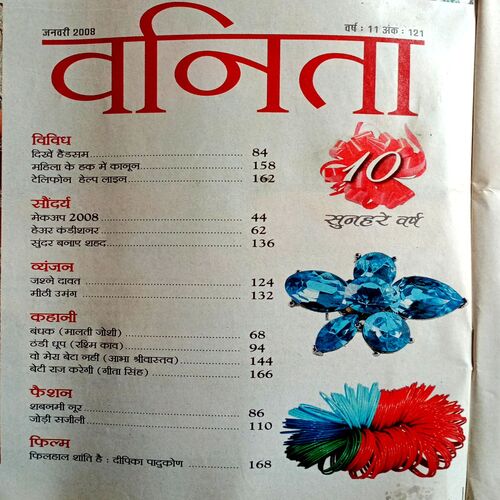 जनवरी 2008
वर्ष : 11 अंक : 121
वनिता
विविध
दिखें हैंडसम.......... 84
महिला के हक में कानून.......... 158
टेलिफोन हेल्प लाइन.......... 162
10
सुनहरे वर्ष
सौंदर्य
मेकअप 2008.......... 44
हेअर कंडीशनर.......... 62
सुंदर बनाए शहद.......... 136
व्यंजन
जश्ने दावत.......... 124
मीठी उमंग.......... 132
कहानी
बंधक (मालती जोशी).......... 68
ठंडी धूप (रश्मि काव).......... 94
वो मेरा बेटा नहीं (आभा श्रीवास्तव).......... 144
बेटी राज करेगी (गीता सिंह).......... 166
फैशन
शबनमी नूर.......... 86
जोड़ी सजीली.......... 110
फिल्म
फिलहाल शांति है : दीपिका पादुकोण.......... 168